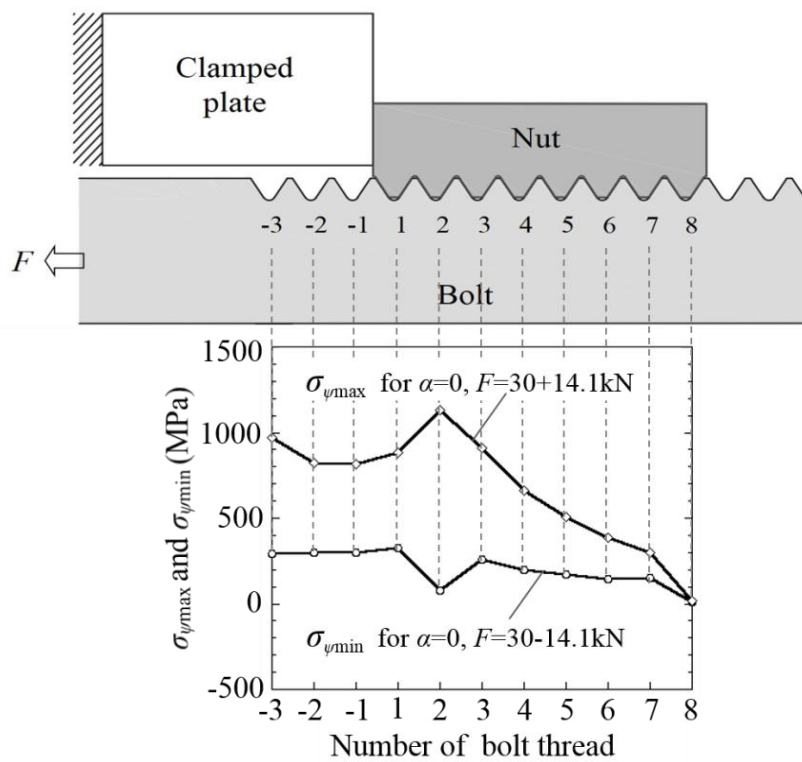 Clamped
plate
Nut
-3 -2 -1 1 2 3 4 5 6 7 8
F
Bolt
1500
σψmax for α=0, F=30+14.1kN
1000
500
0
σψmin for α=0, F=30-14.1kN
-500
σψmax and σψmin (MPa)
-3 -2 -1 1 2 3 4 5 6 7 8
Number of bolt thread